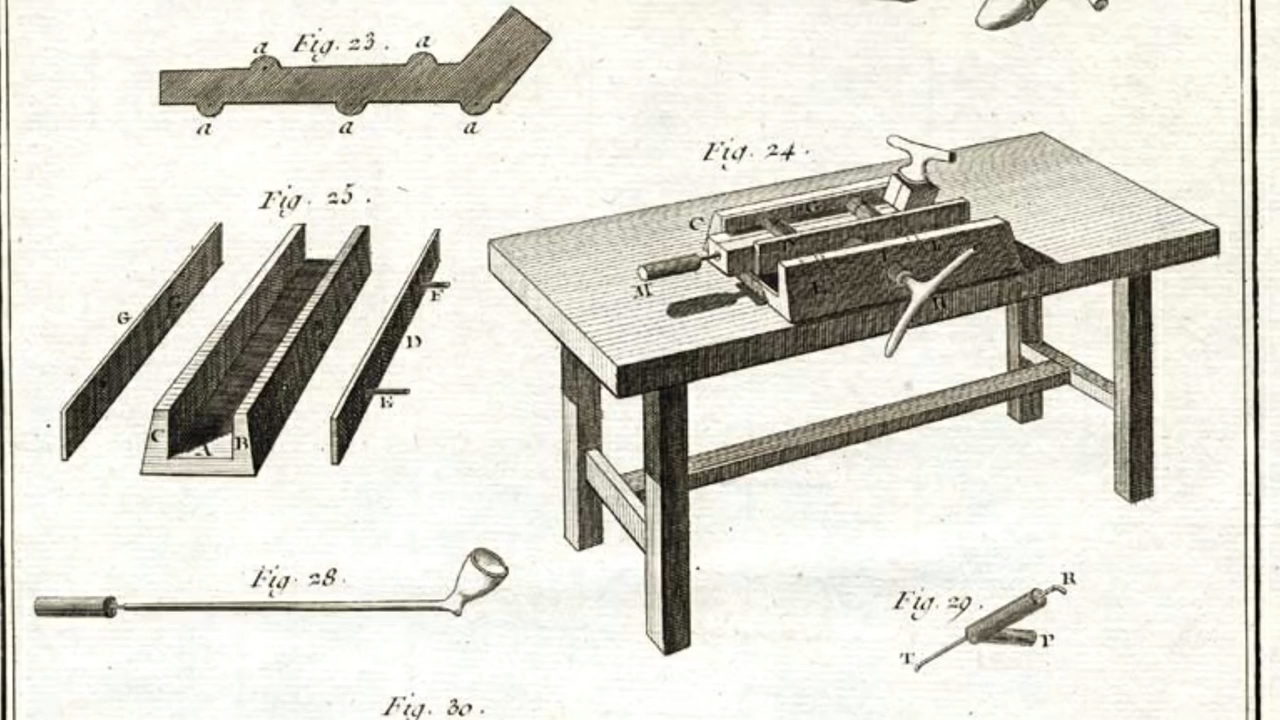 a Fig. 23. a
a a a
Fig. 24.
Fig. 25.
C G
L L
M H
G G F
D
E
C A B
Fig. 28.
Fig. 29.
R
P
T
Fig. 30.